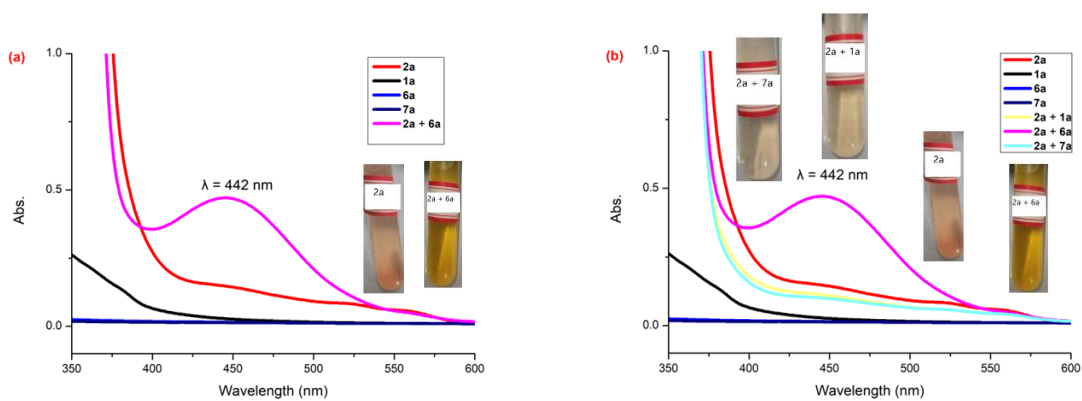 (a)
1.0
0.5
0.0
Abs.
350
400
450
500
550
600
Wavelength (nm)
2a
1a
6a
7a
2a + 6a
λ = 442 nm
2a
2a + 6a
(b)
1.0
0.5
0.0
Abs.
350
400
450
500
550
600
Wavelength (nm)
2a + 7a
2a + 1a
2a
1a
6a
7a
2a + 1a
2a + 6a
2a + 7a
λ = 442 nm
2a
2a + 6a